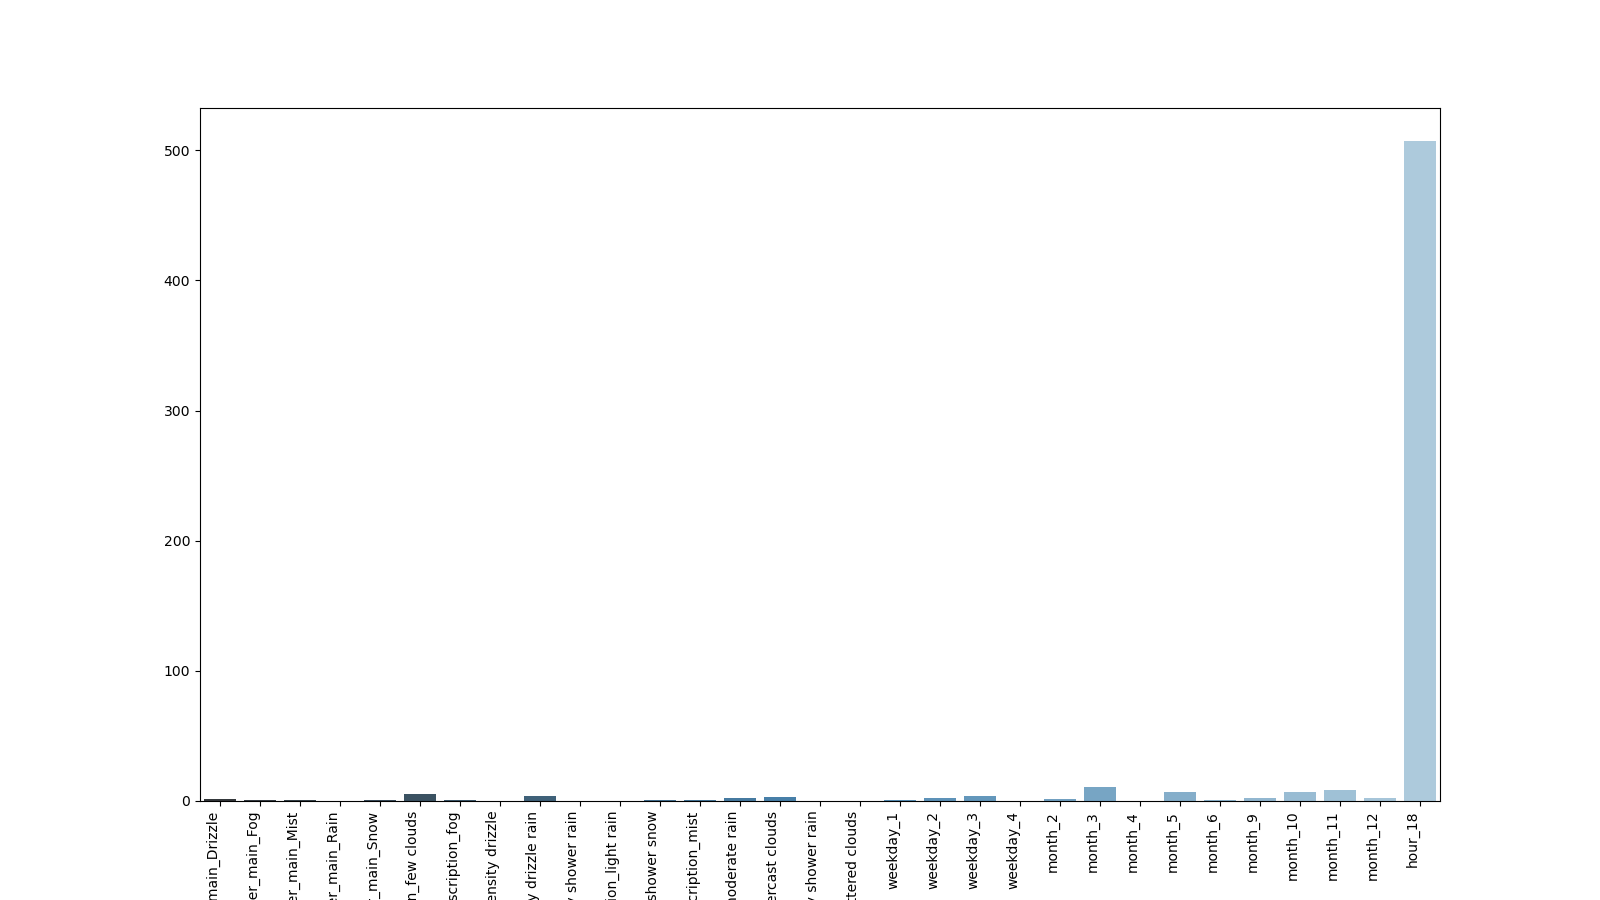 500
400
300
200
100
0
main_Drizzle
er_main_Fog
er_main_Mist
er_main_Rain
r_main_Snow
n_few clouds
scription_fog
ensity drizzle
y drizzle rain
y shower rain
ion_light rain
shower snow
cription_mist
moderate rain
ercast clouds
y shower rain
ttered clouds
weekday_1
weekday_2
weekday_3
weekday_4
month_2
month_3
month_4
month_5
month_6
month_9
month_10
month_11
month_12
hour_18